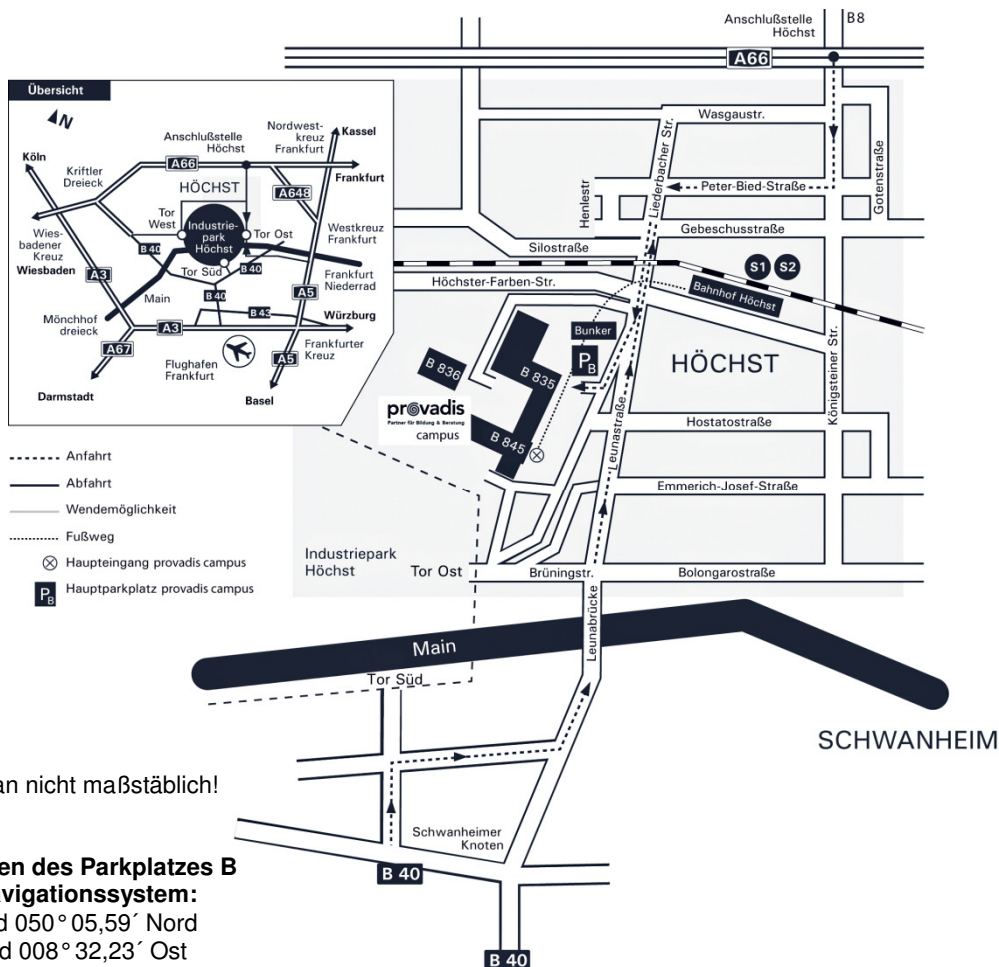 Anschlußstelle
Höchst
B8
A66
Übersicht
N
Köln
Kriftler
Dreieck
Anschlußstelle
Höchst
A66
Nordwest-
kreuz
Frankfurt
Kassel
Frankfurt
HÖCHST
A648
Tor
West
Industrie-
park
Höchst
Tor Ost
Westkreuz
Frankfurt
Wies-
badener
Kreuz
Wiesbaden
B 40
A3
Tor Süd
B 40
Frankfurt
Niederrad
Main
B 40
A5
Mönchhof
dreieck
A3
B 43
Würzburg
A67
Flughafen
Frankfurt
Frankfurter
Kreuz
A5
Darmstadt
Basel
Wasgaustr.
Liederbacher Str.
Peter-Bied-Straße
Gotenstraße
Henlestr
Gebeschusstraße
Silostraße
S1
S2
Höchster-Farben-Str.
Bahnhof Höchst
Bunker
PB
HÖCHST
Königsteiner Str.
B 836
B 835
provadis
Partner für Bildung & Beratung
campus
B 845
Leunastraße
Hostatostraße
Emmerich-Josef-Straße
Anfahrt
Abfahrt
Wendemöglichkeit
Fußweg
Haupteingang provadis campus
PB Hauptparkplatz provadis campus
Industriepark
Höchst
Tor Ost
Brüningstr.
Bolongarostraße
Leunabrücke
Main
Tor Süd
SCHWANHEIM
an nicht maßstäblich!
Schwanheimer
Knoten
B 40
en des Parkplatzes B
avigationssystem:
d 050° 05,59´ Nord
d 008° 32,23´ Ost
B 40